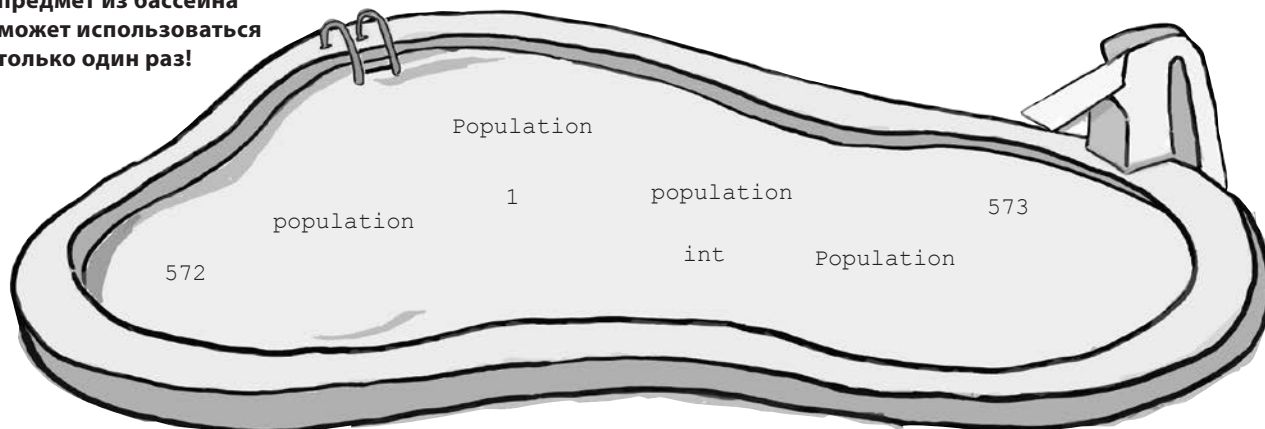 предмет из бассейна
может использоваться
только один раз!
Population
1
population
573
population
int
Population
572